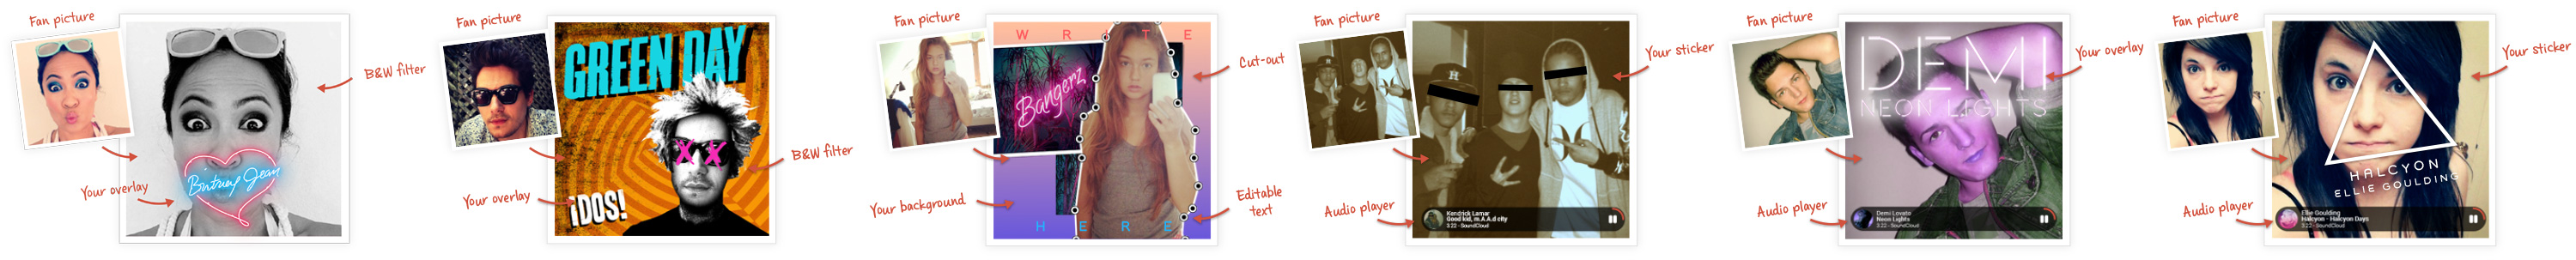 Fan picture
B&W filter
Your overlay
Britney Jean
Fan picture
GREEN DAY
X X
B&W filter
Your overlay
¡DOS!
Fan picture
W R I T E
Cut-out
Bangerz
Your background
Editable
text
H E R E
Fan picture
Your sticker
H
Audio player
Kendrick Lamar
Good kid, m.A.A.d city
3:22 - SoundCloud
Fan picture
DEMI
Your overlay
NEON LIGHTS
Audio player
Demi Lovato
Neon Lights
3:22 - SoundCloud
Fan picture
Your sticker
HALCYON
ELLIE GOULDING
Audio player
Ellie Goulding
Halcyon - Halcyon Days
3:22 - SoundCloud